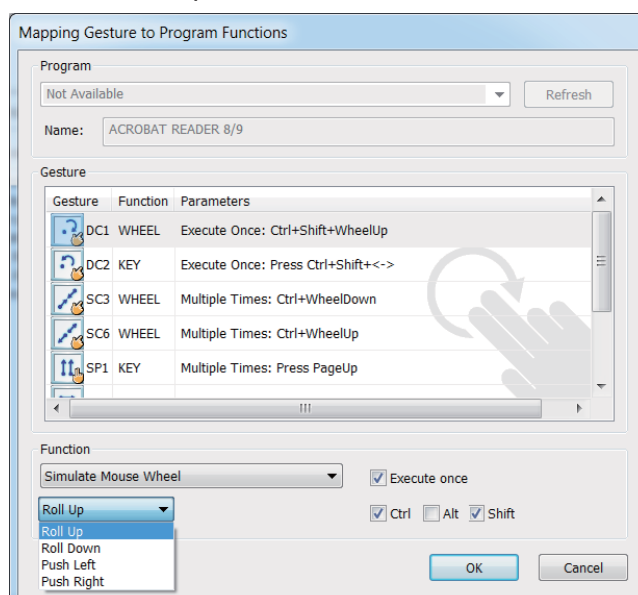 Mapping Gesture to Program Functions
Program
Not Available
Refresh
Name: ACROBAT READER 8/9
Gesture
Gesture Function Parameters
DC1 WHEEL Execute Once: Ctrl+Shift+WheelUp
DC2 KEY Execute Once: Press Ctrl+Shift+<->
SC3 WHEEL Multiple Times: Ctrl+WheelDown
SC6 WHEEL Multiple Times: Ctrl+WheelUp
SP1 KEY Multiple Times: Press PageUp
Function
Simulate Mouse Wheel Execute once
Roll Up Ctrl Alt Shift
Roll Up
Roll Down
Push Left
Push Right
OK Cancel